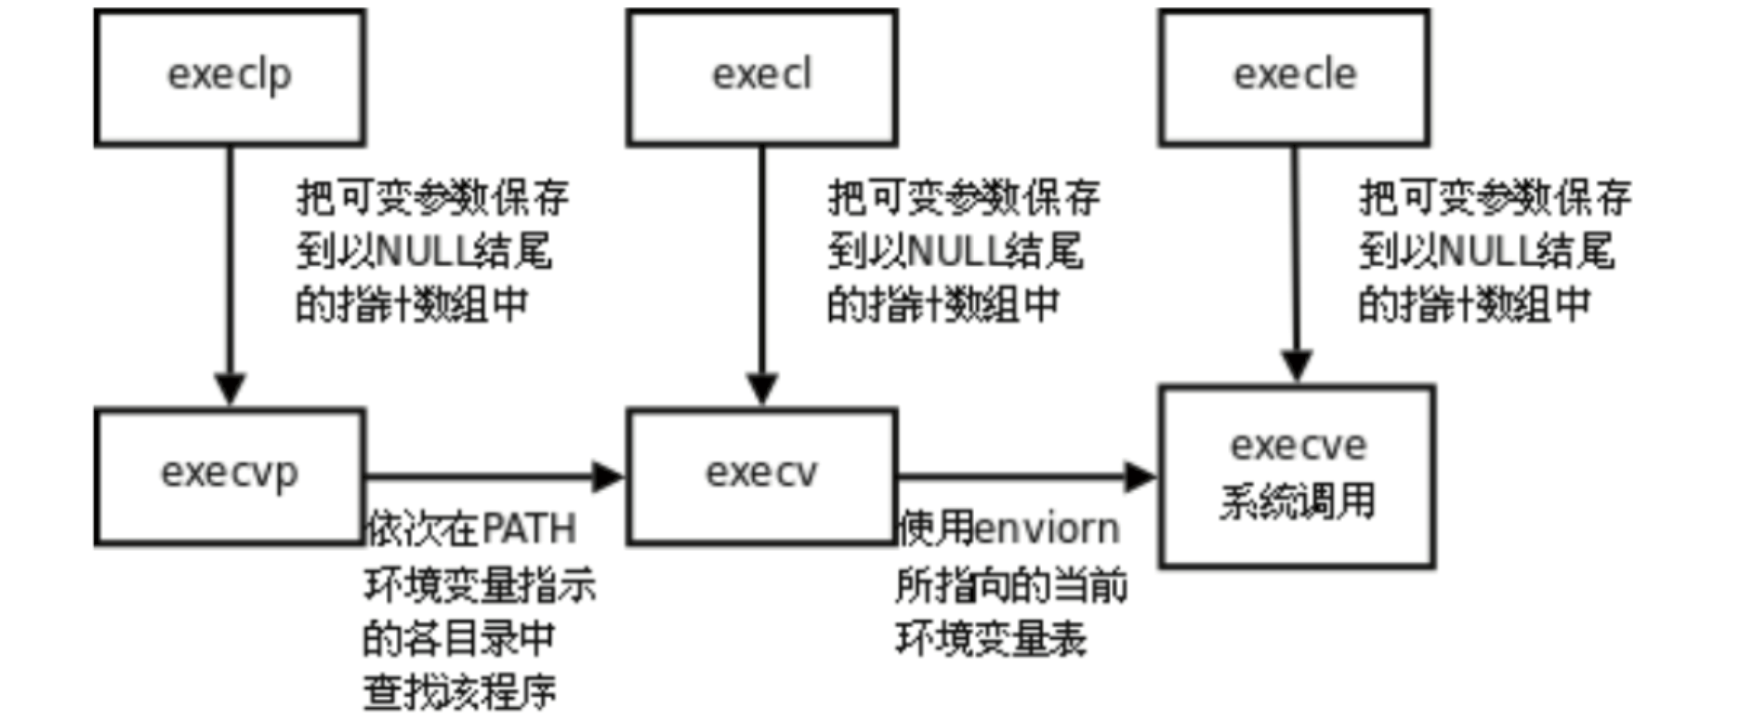 execlp
execl
execle
把可变参数保存
到以NULL结尾
的指针数组中
把可变参数保存
到以NULL结尾
的指针数组中
把可变参数保存
到以NULL结尾
的指针数组中
execvp
execv
execve
系统调用
依次在PATH
环境变量指示
的各目录中
查找该程序
使用enviorn
所指向的当前
环境变量表